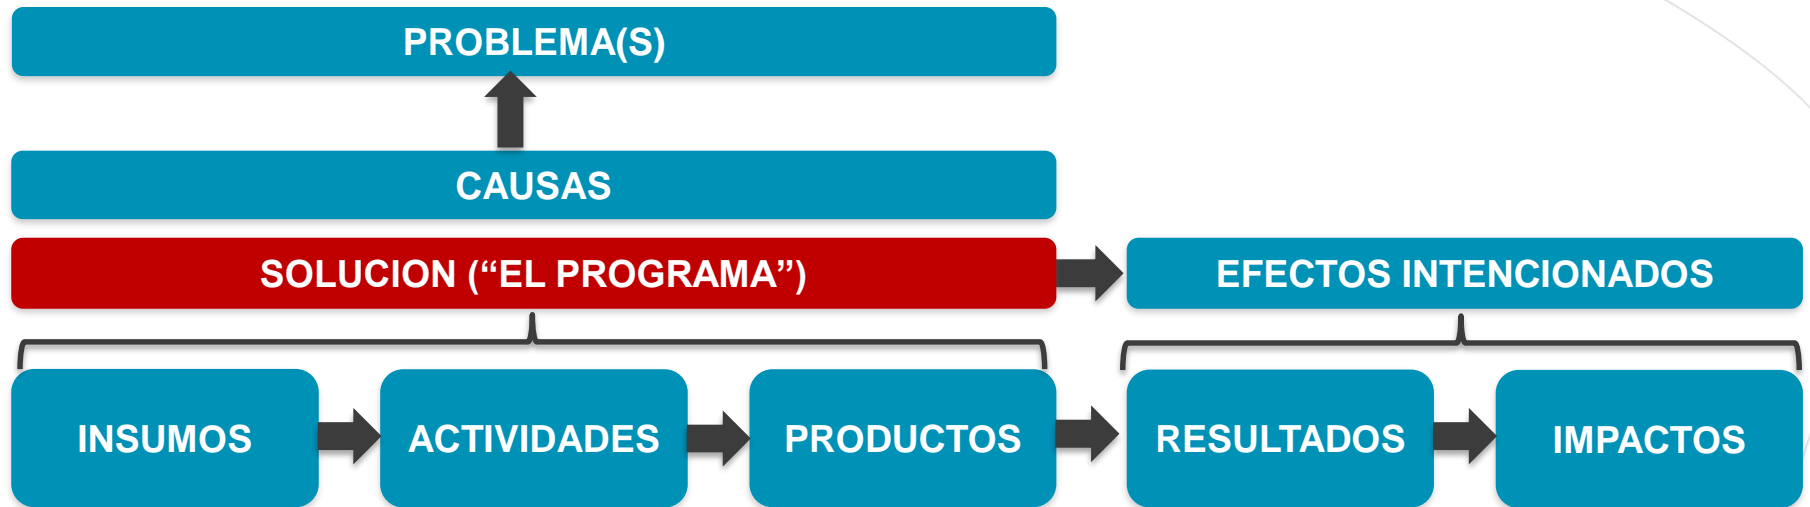 PROBLEMA(S)
CAUSAS
SOLUCION (“EL PROGRAMA”)
EFECTOS INTENCIONADOS
INSUMOS
ACTIVIDADES
PRODUCTOS
RESULTADOS
IMPACTOS